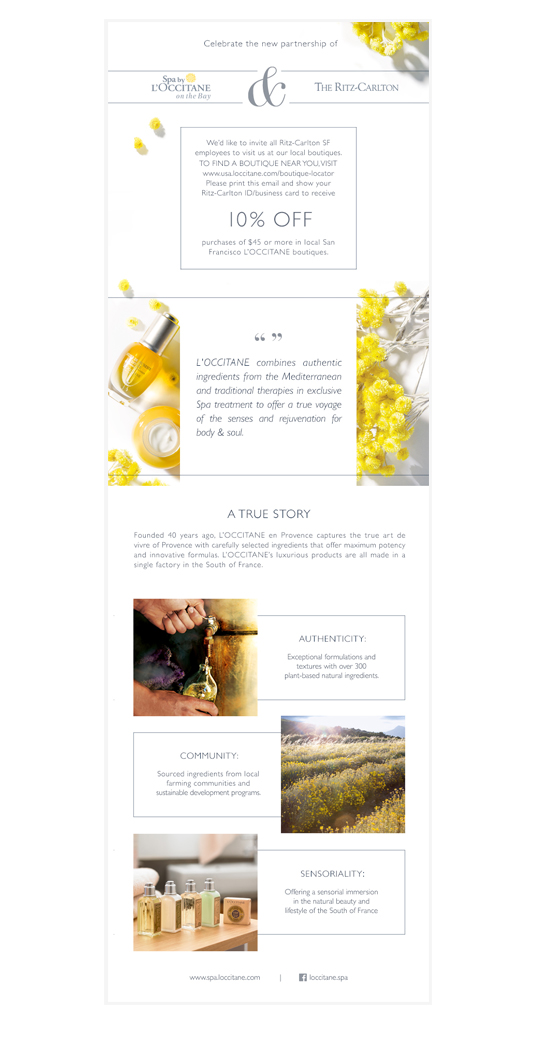 Celebrate the new partnership of
Spa by
L'OCCITANE
on the Bay
&
THE RITZ-CARLTON
We'd like to invite all Ritz-Carlton SF
employees to visit us at our local boutiques.
TO FIND A BOUTIQUE NEAR YOU, VISIT
www.usa.loccitane.com/boutique-locator
Please print this email and show your
Ritz-Carlton ID/business card to receive
10% OFF
purchases of $45 or more in local San
Francisco L'OCCITANE boutiques.
“ ”
L'OCCITANE combines authentic
ingredients from the Mediterranean
and traditional therapies in exclusive
Spa treatment to offer a true voyage
of the senses and rejuvenation for
body & soul.
A TRUE STORY
Founded 40 years ago, L'OCCITANE en Provence captures the true art de
vivre of Provence with carefully selected ingredients that offer maximum potency
and innovative formulas. L'OCCITANE's luxurious products are all made in a
single factory in the South of France.
AUTHENTICITY:
Exceptional formulations and
textures with over 300
plant-based natural ingredients.
COMMUNITY:
Sourced ingredients from local
farming communities and
sustainable development programs.
SENSORIALITY:
Offering a sensorial immersion
in the natural beauty and
lifestyle of the South of France
www.spa.loccitane.com | loccitane.spa